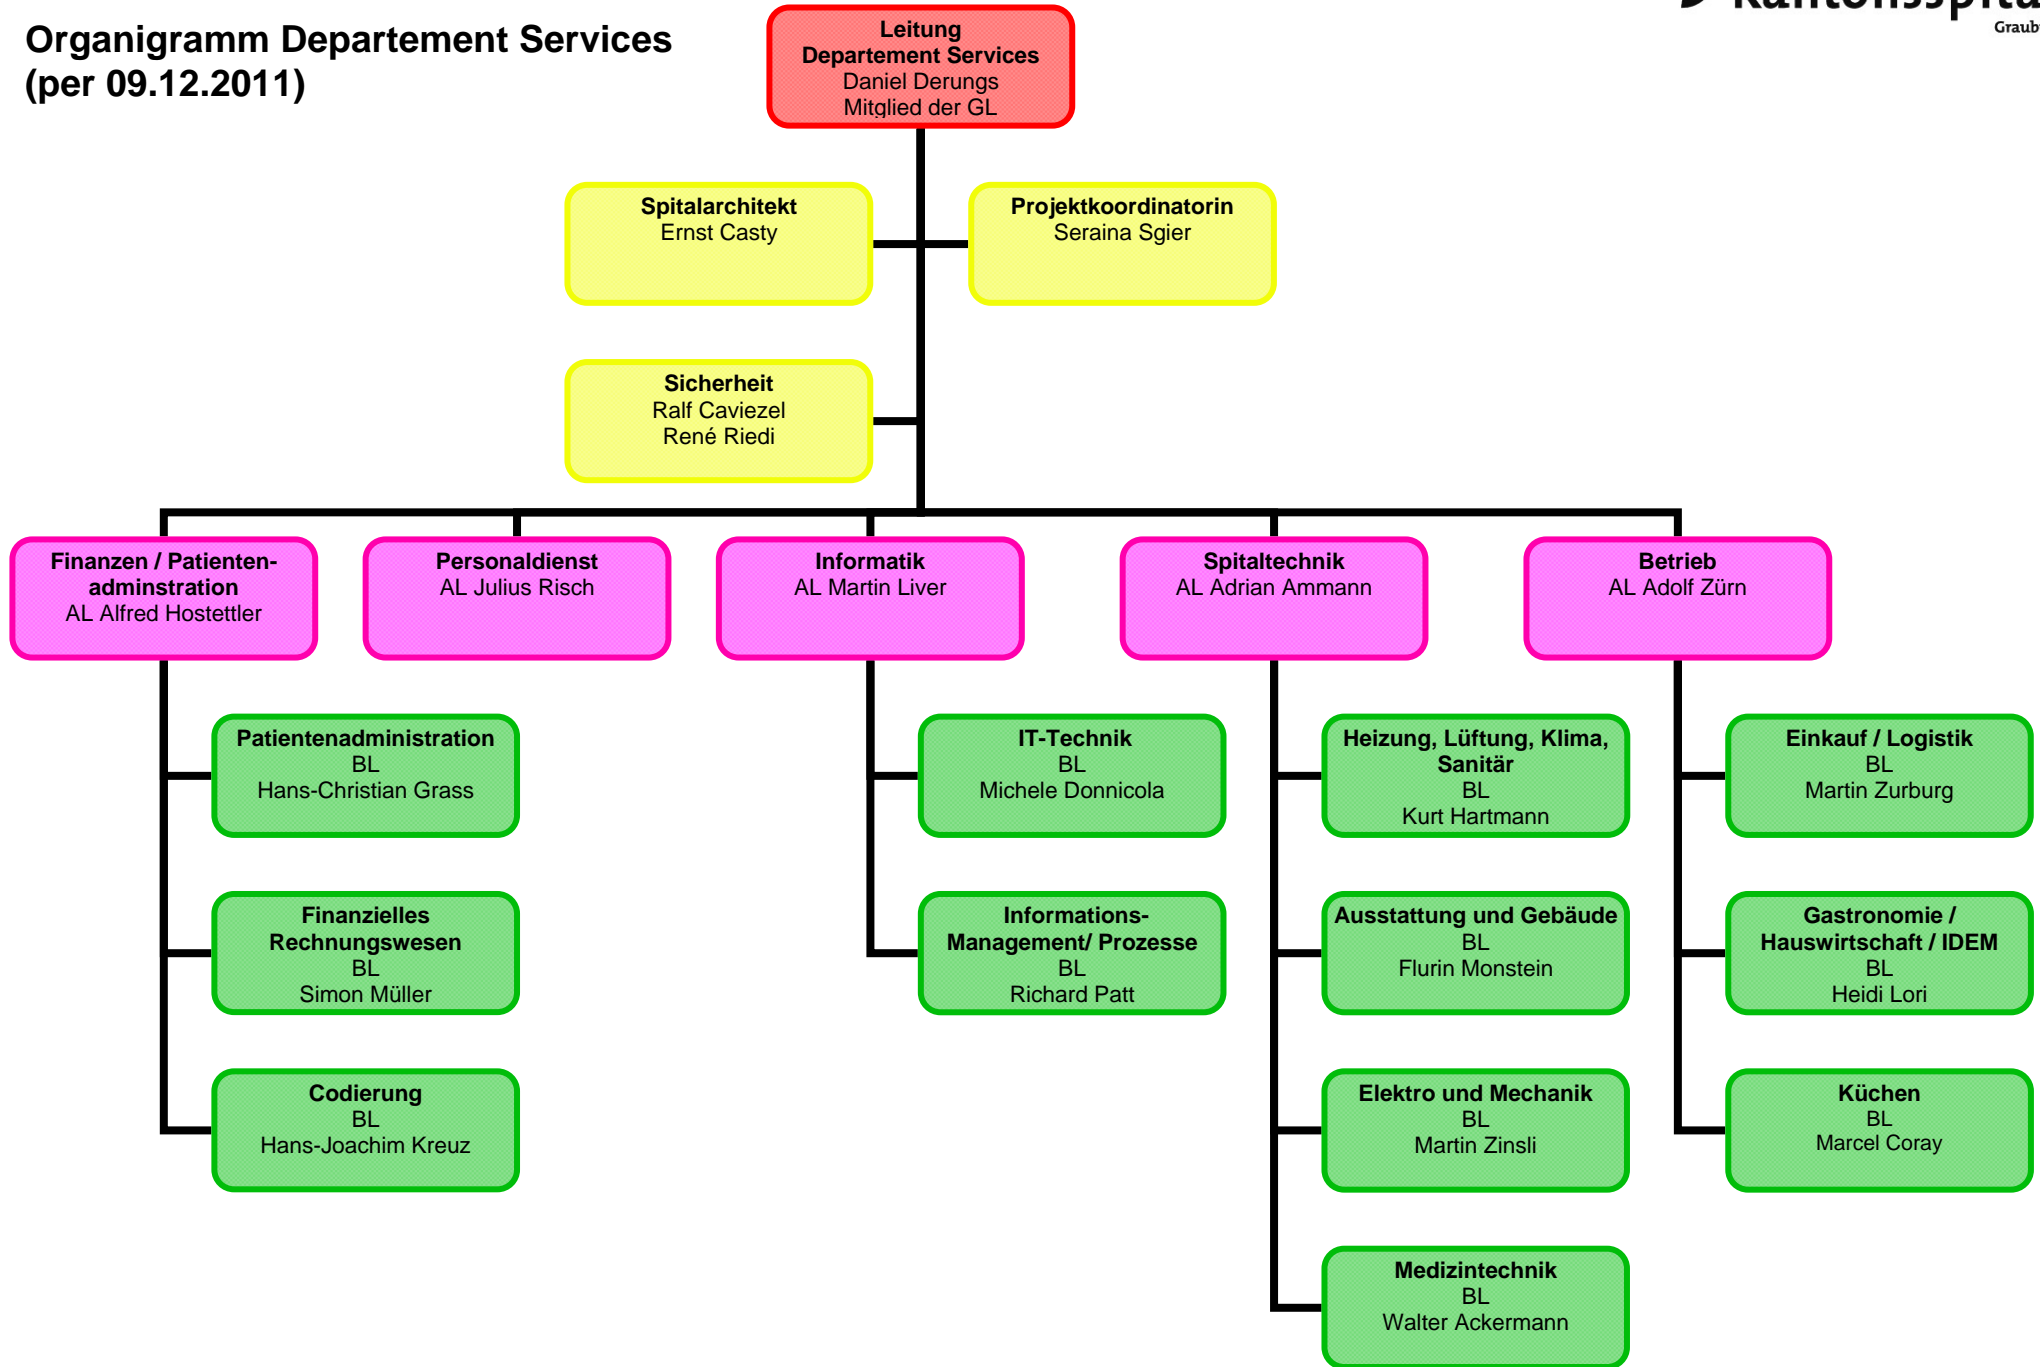 Organigramm Departement Services
(per 09.12.2011)
Leitung
Departement Services
Daniel Derungs
Mitglied der GL
Spitalarchitekt
Ernst Casty
Projektkoordinatorin
Seraina Sgier
Sicherheit
Ralf Caviezel
René Riedi
Finanzen / Patienten-
adminstration
AL Alfred Hostettler
Personaldienst
AL Julius Risch
Informatik
AL Martin Liver
Spitaltechnik
AL Adrian Ammann
Betrieb
AL Adolf Zürn
Patientenadministration
BL
Hans-Christian Grass
Finanzielles
Rechnungswesen
BL
Simon Müller
Codierung
BL
Hans-Joachim Kreuz
IT-Technik
BL
Michele Donnicola
Informations-
Management/ Prozesse
BL
Richard Patt
Heizung, Lüftung, Klima,
Sanitär
BL
Kurt Hartmann
Ausstattung und Gebäude
BL
Flurin Monstein
Elektro und Mechanik
BL
Martin Zinsli
Medizintechnik
BL
Walter Ackermann
Einkauf / Logistik
BL
Martin Zurburg
Gastronomie /
Hauswirtschaft / IDEM
BL
Heidi Lori
Küchen
BL
Marcel Coray